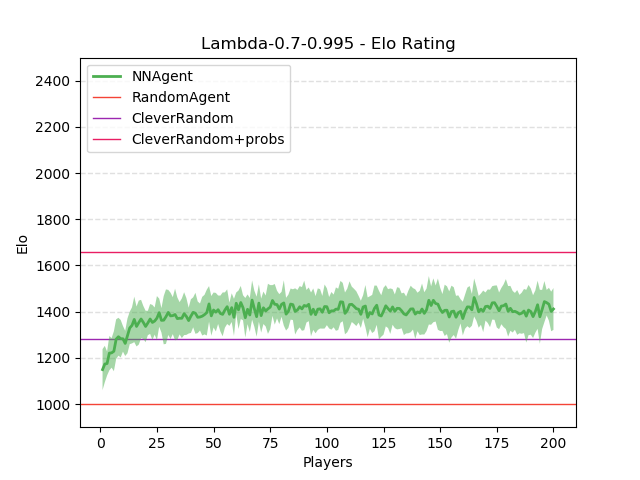 Lambda-0.7-0.995 - Elo Rating
NNAgent
RandomAgent
CleverRandom
CleverRandom+probs
2400
2200
2000
1800
1600
1400
1200
1000
Elo
0 25 50 75 100 125 150 175 200
Players